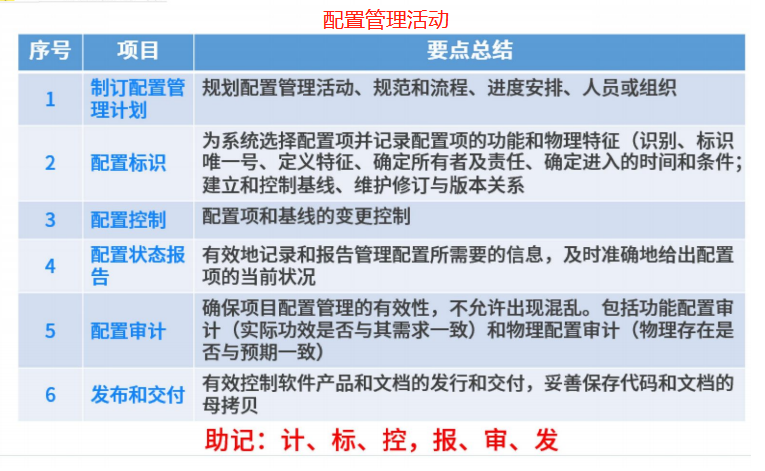 配置管理活动
序号 项目 要点总结
1 制订配置管理计划 规划配置管理活动、规范和流程、进度安排、人员或组织
2 配置标识 为系统选择配置项并记录配置项的功能和物理特征（识别、标识
唯一号、定义特征、确定所有者及责任、确定进入的时间和条件；
建立和控制基线、维护修订与版本关系
3 配置控制 配置项和基线的变更控制
4 配置状态报告 有效地记录和报告管理配置所需要的信息，及时准确地给出配置
项的当前状况
5 配置审计 确保项目配置管理的有效性，不允许出现混乱。包括功能配置审
计（实际功效是否与其需求一致）和物理配置审计（物理存在是
否与预期一致）
6 发布和交付 有效控制软件产品和文档的发行和交付，妥善保存代码和文档的
母拷贝
助记：计、标、控，报、审、发